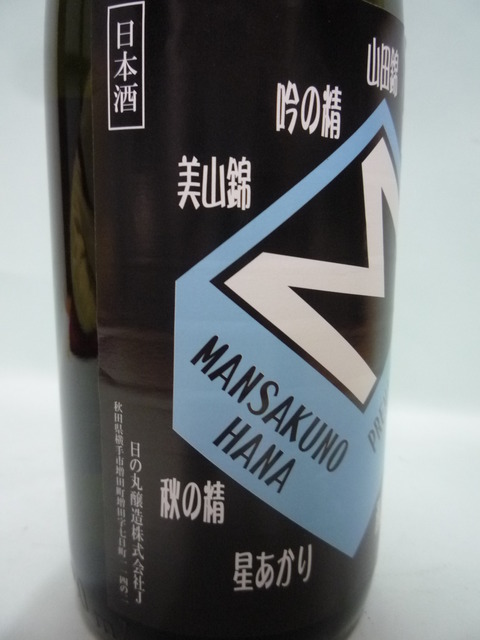 日本酒
山田錦
吟の精
美山錦
MANSAKUNO
HANA
秋の精
星あかり
日の丸醸造株式会社J
秋田県横手市増田町増田字七日町一一四の二